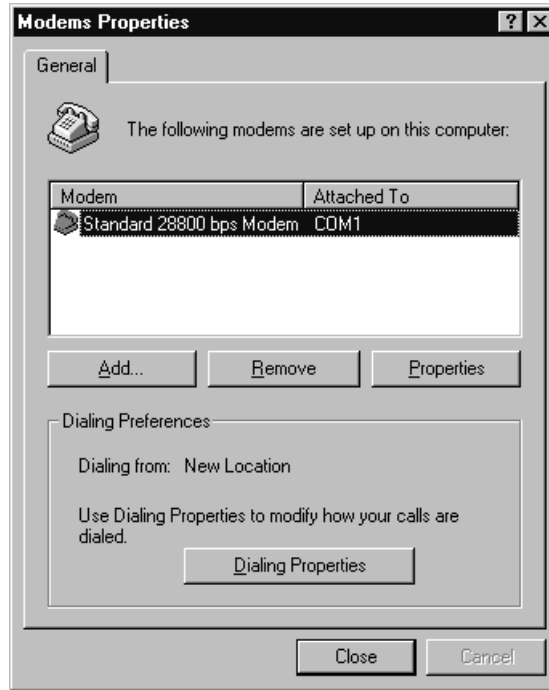 Modems Properties
General
The following modems are set up on this computer:
Modem Attached To
Standard 28800 bps Modem COM1
Add... Remove Properties
Dialing Preferences
Dialing from: New Location
Use Dialing Properties to modify how your calls are
dialed.
Dialing Properties
Close Cancel